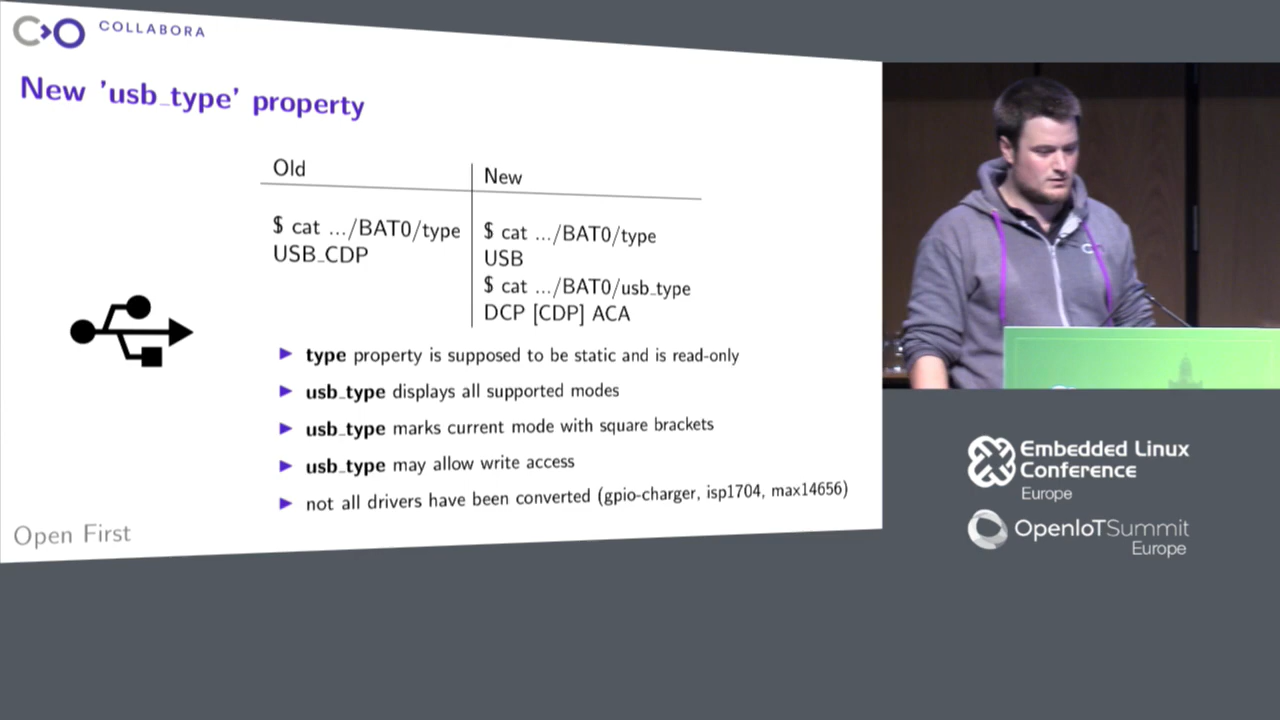 COLLABORA
New 'usb_type' property
Old
New
$ cat .../BAT0/type
USB_CDP
$ cat .../BAT0/type
USB
$ cat .../BAT0/usb_type
DCP [CDP] ACA
type property is supposed to be static and is read-only
usb_type displays all supported modes
usb_type marks current mode with square brackets
usb_type may allow write access
not all drivers have been converted (gpio-charger, isp1704, max14656)
Open First
Embedded Linux
Conference
Europe
OpenIoTSummit
Europe